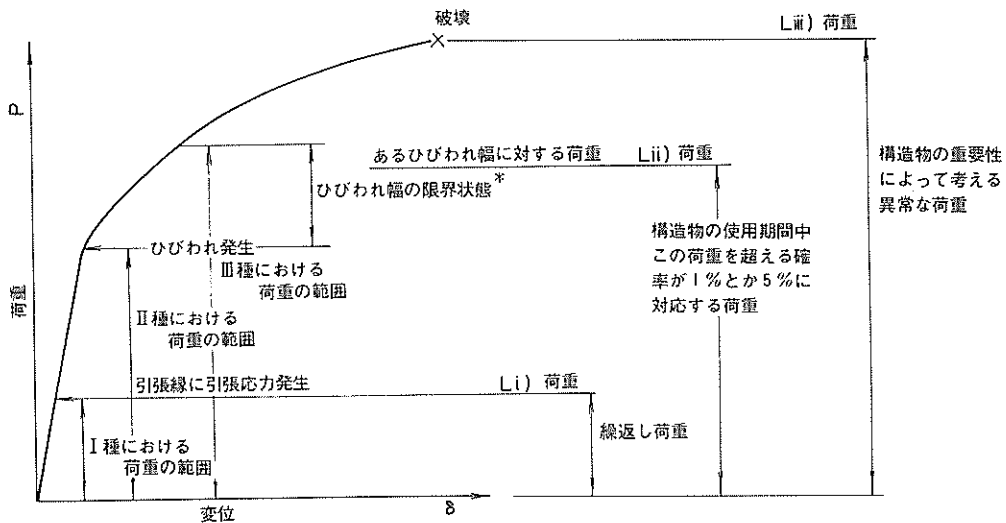 破壊
Liii) 荷重
P
荷重
あるひびわれ幅に対する荷重 Lii) 荷重
ひびわれ幅の限界状態*
構造物の重要性
によって考える
異常な荷重
構造物の使用期間中
この荷重を超える確
率が1%とか5%に
対応する荷重
ひびわれ発生
Ⅲ種における
荷重の範囲
Ⅱ種における
荷重の範囲
引張縁に引張応力発生
Li) 荷重
繰返し荷重
Ⅰ種における
荷重の範囲
変位
δ